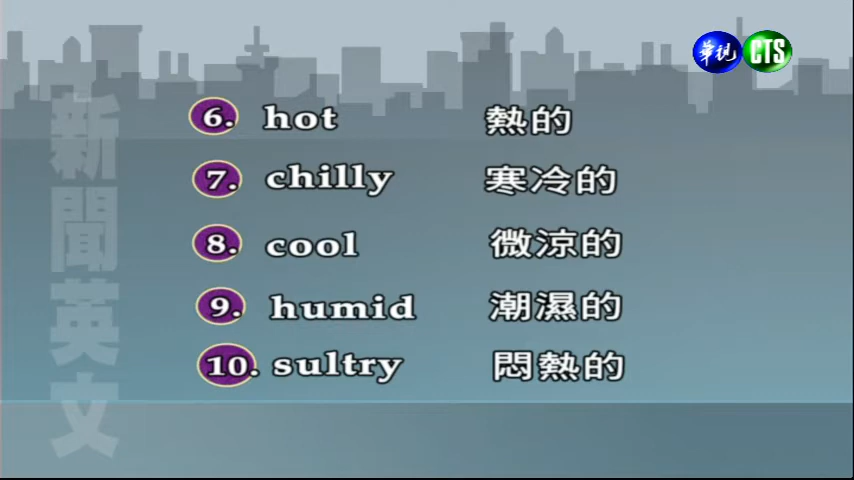 華視 CTS
新聞英文
6. hot 熱的
7. chilly 寒冷的
8. cool 微涼的
9. humid 潮濕的
10. sultry 悶熱的